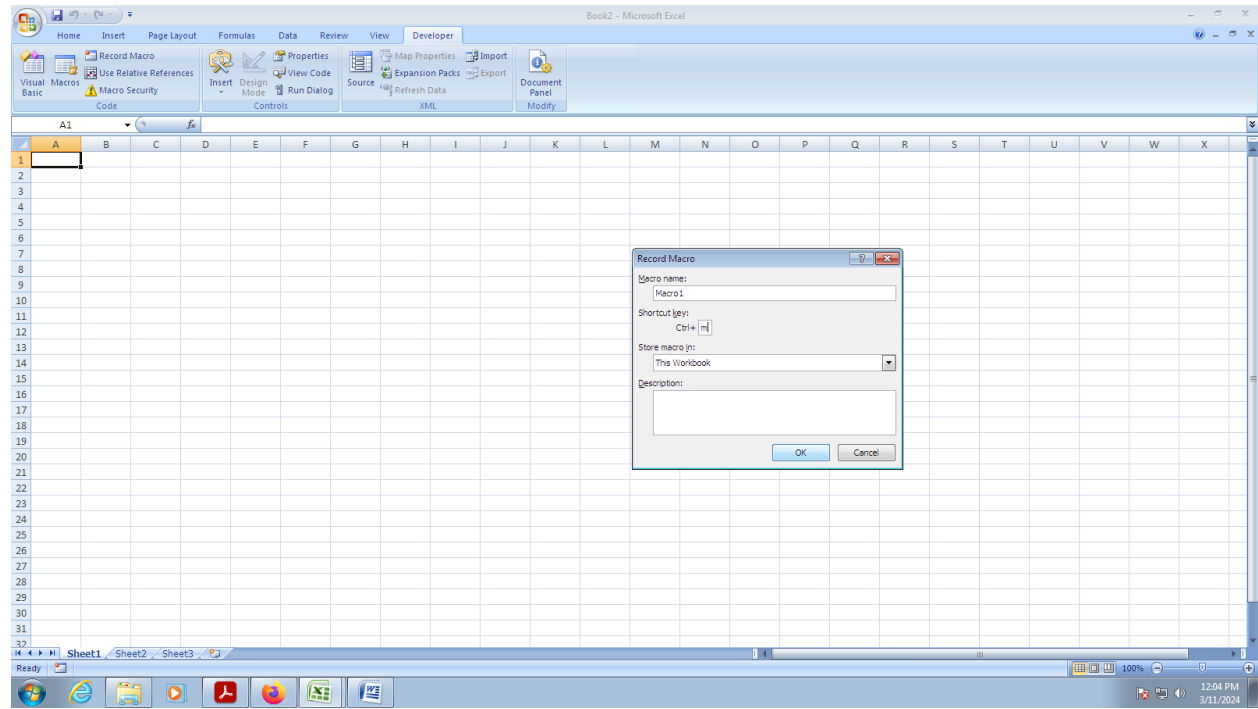 Book2 - Microsoft Excel
Home Insert Page Layout Formulas Data Review View Developer
Visual Basic
Macros
Record Macro
Use Relative References
Macro Security
Code
Insert
Design Mode
Properties
View Code
Run Dialog
Controls
Source
Map Properties
Expansion Packs
Refresh Data
Import
Export
XML
Document Panel
Modify
A1 fx
A B C D E F G H I J K L M N O P Q R S T U V W X
1
2
3
4
5
6
7
8
9
10
11
12
13
14
15
16
17
18
19
20
21
22
23
24
25
26
27
28
29
30
31
32
Record Macro
Macro name:
Macro1
Shortcut key:
Ctrl+ m
Store macro in:
This Workbook
Description:
OK Cancel
Sheet1 Sheet2 Sheet3
Ready 100%
12:04 PM
3/11/2024